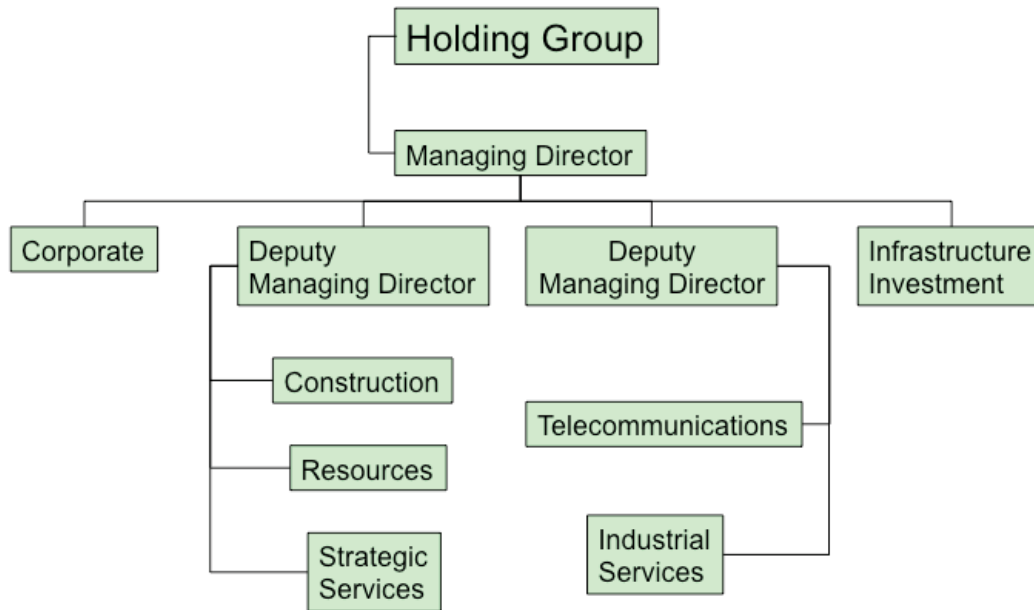 Holding Group
Managing Director
Corporate
Deputy
Managing Director
Deputy
Managing Director
Infrastructure
Investment
Construction
Telecommunications
Resources
Strategic
Services
Industrial
Services